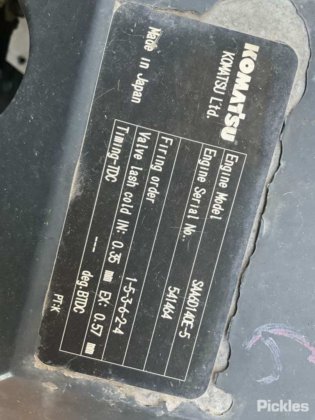 KOMATSU
KOMATSU Ltd.
Made in Japan
Engine Model SAA6D140E-5
Engine Serial No. 541464
Firing order 1-5-3-6-2-4
Valve lash cold IN: 0.35 mm EX: 0.57 mm
Timing-TDC --- deg.BTDC
P1K
Pickles